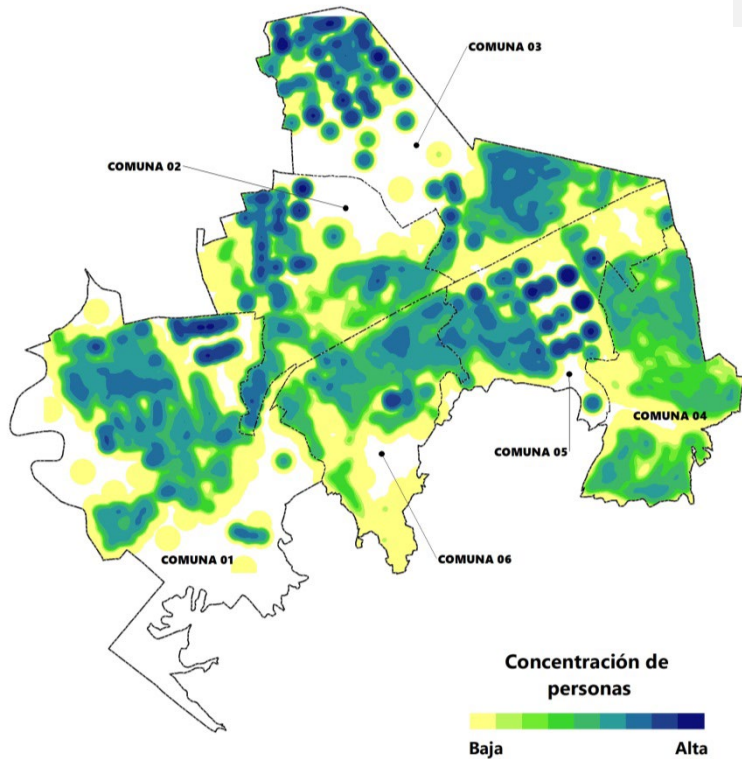 COMUNA 03
COMUNA 02
COMUNA 04
COMUNA 05
COMUNA 01
COMUNA 06
Concentración de
personas
Baja
Alta